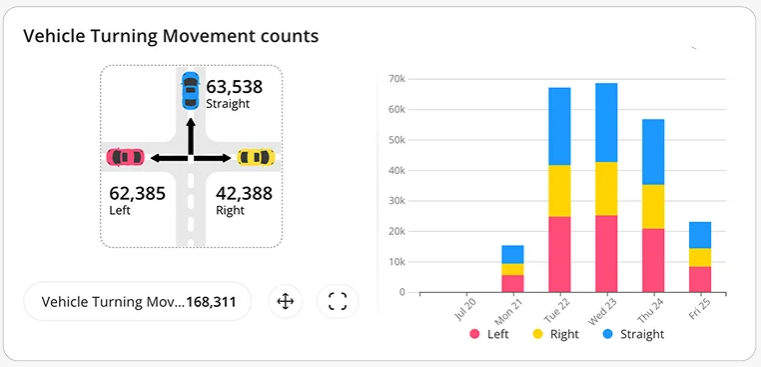 Vehicle Turning Movement counts
63,538
Straight
62,385
Left
42,388
Right
Vehicle Turning Mov...168,311
70k
60k
50k
40k
30k
20k
10k
0
Jul 20
Mon 21
Tue 22
Wed 23
Thu 24
Fri 25
Left
Right
Straight